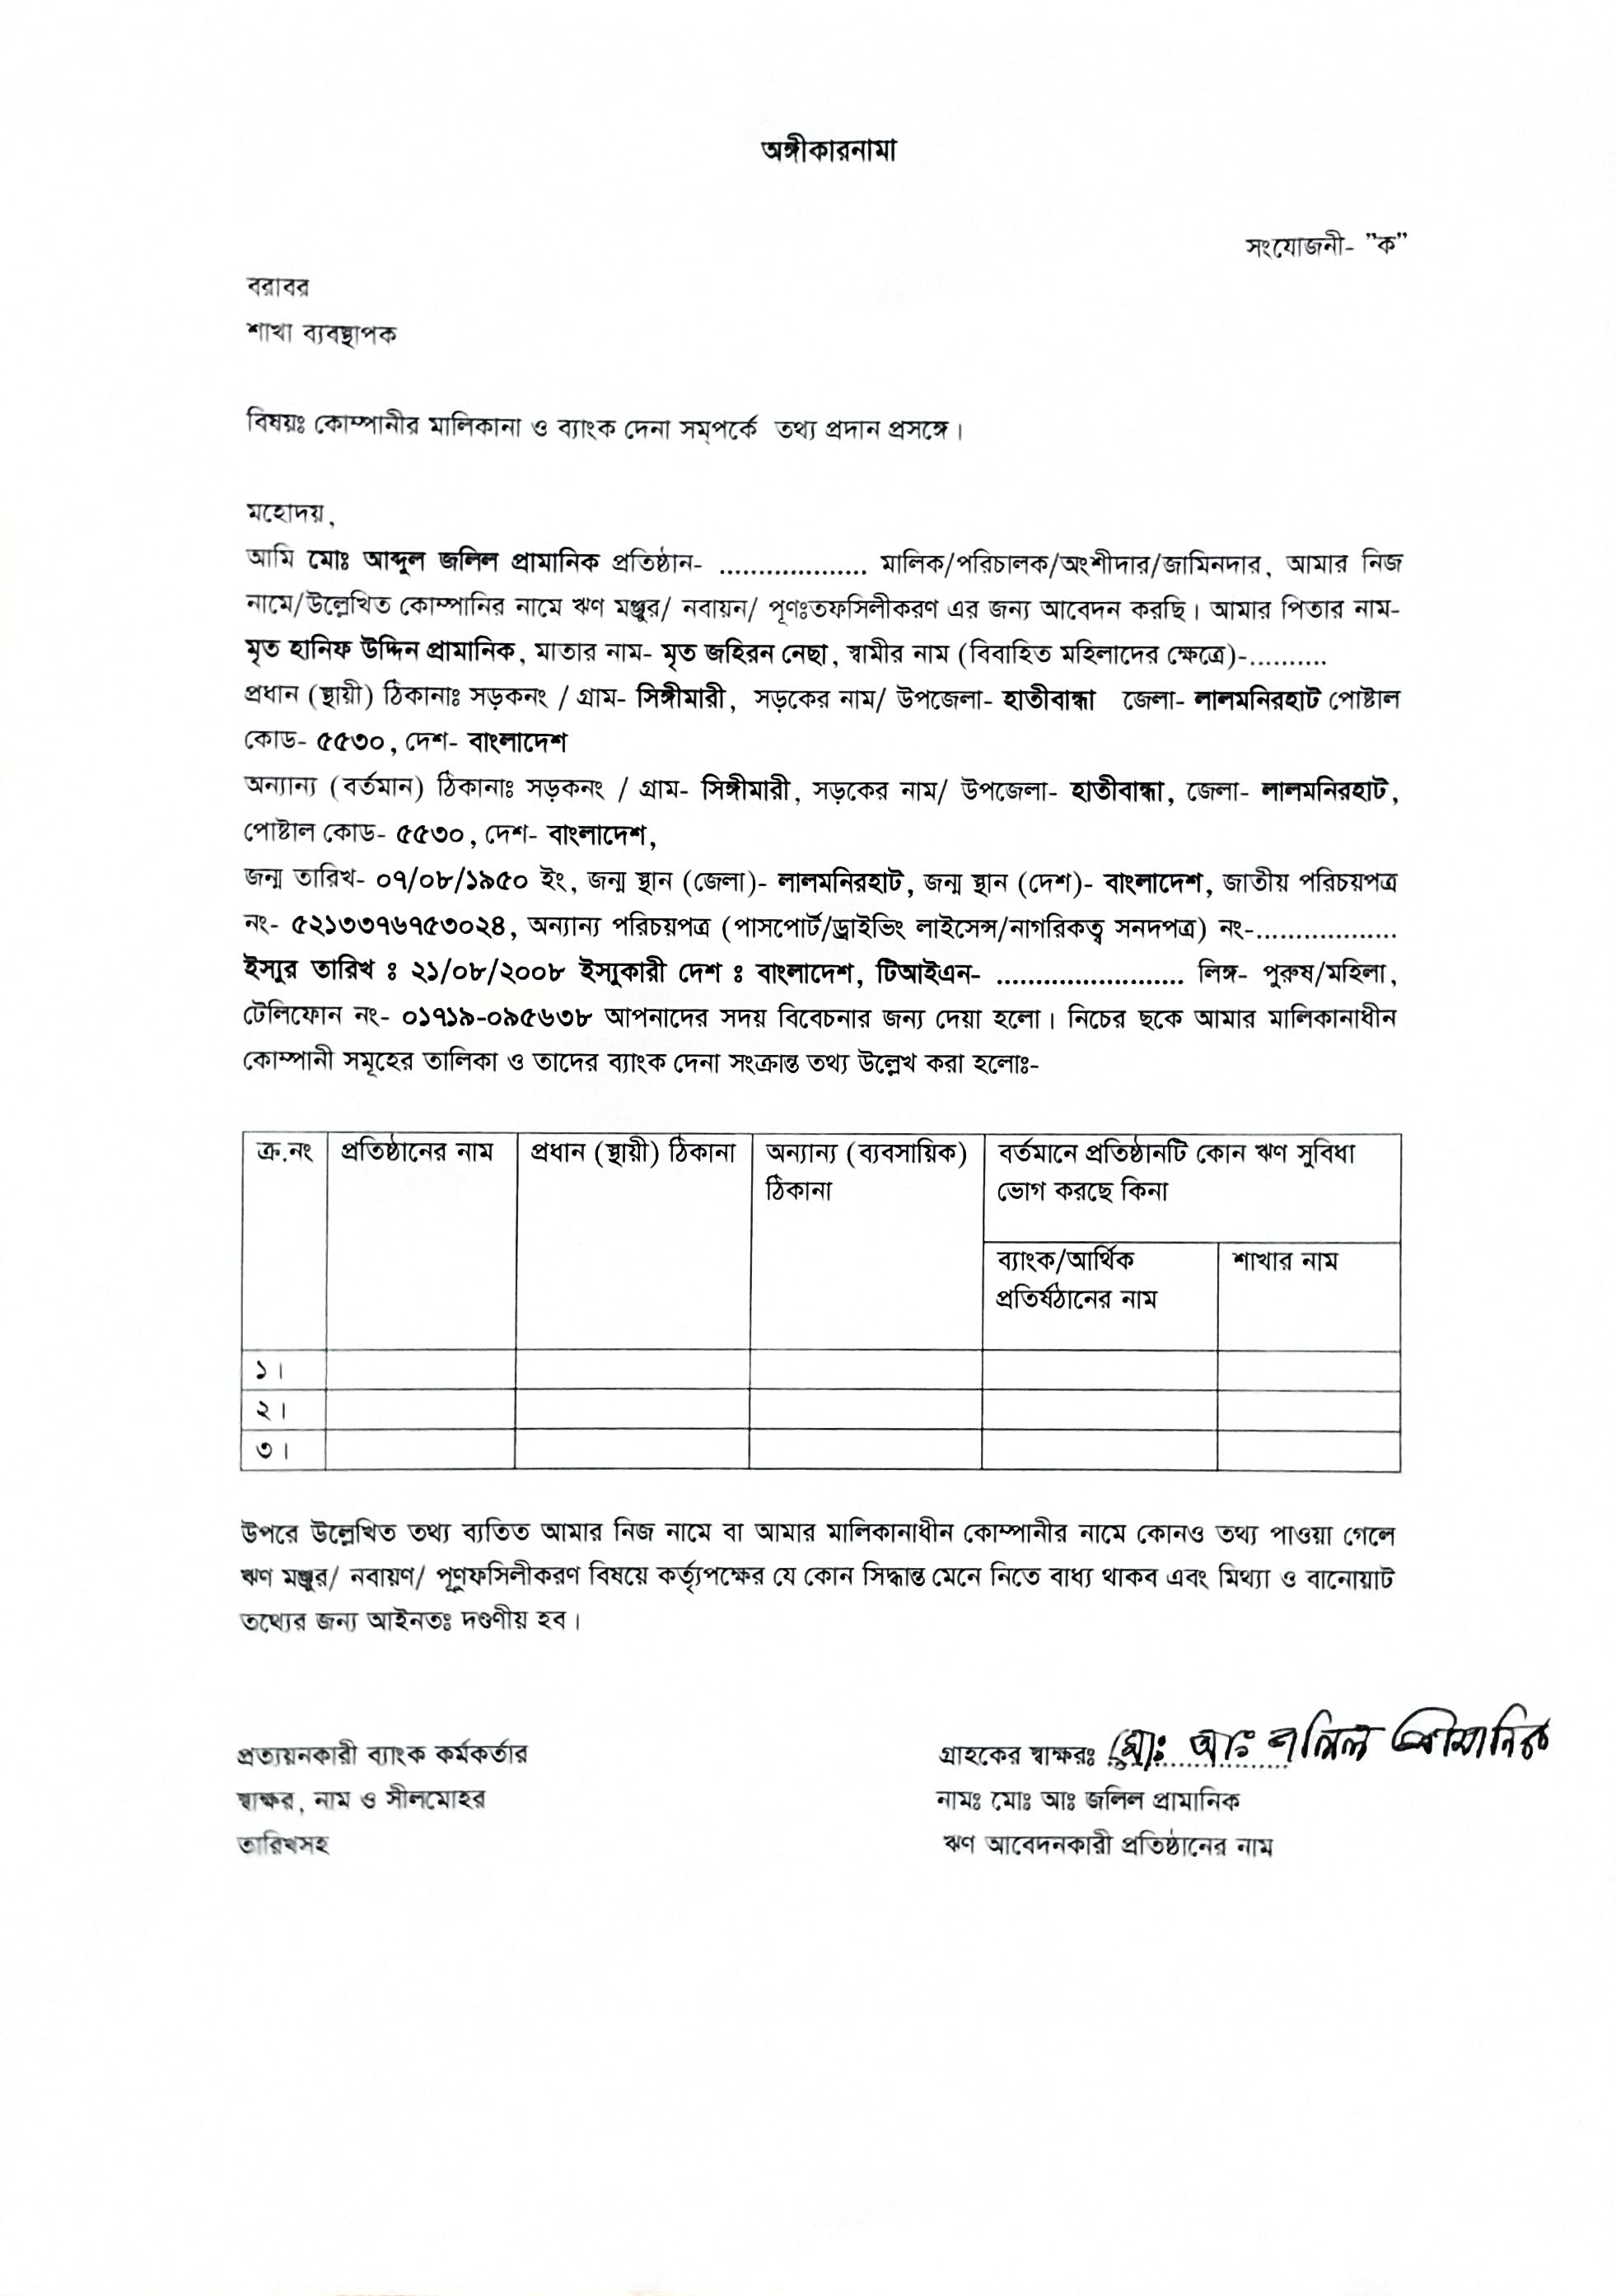 অঙ্গীকারনামা
সংযোজনী- ”ক”
বরাবর
শাখা ব্যবস্থাপক
বিষয়ঃ কোম্পানীর মালিকানা ও ব্যাংক দেনা সম্পর্কে তথ্য প্রদান প্রসঙ্গে।
মহোদয়,
আমি মোঃ আব্দুল জলিল প্রামানিক প্রতিষ্ঠান- ................... মালিক/পরিচালক/অংশীদার/জামিনদার, আমার নিজ
নামে/উল্লেখিত কোম্পানির নামে ঋণ মঞ্জুর/ নবায়ন/ পূণঃতফসিলীকরণ এর জন্য আবেদন করছি। আমার পিতার নাম-
মৃত হানিফ উদ্দিন প্রামানিক, মাতার নাম- মৃত জহিরন নেছা, স্বামীর নাম (বিবাহিত মহিলাদের ক্ষেত্রে)-..........
প্রধান (স্থায়ী) ঠিকানাঃ সড়কনং / গ্রাম- সিঙ্গীমারী, সড়কের নাম/ উপজেলা- হাতীবান্ধা জেলা- লালমনিরহাট পোষ্টাল
কোড- ৫৫৩০, দেশ- বাংলাদেশ
অন্যান্য (বর্তমান) ঠিকানাঃ সড়কনং / গ্রাম- সিঙ্গীমারী, সড়কের নাম/ উপজেলা- হাতীবান্ধা, জেলা- লালমনিরহাট,
পোষ্টাল কোড- ৫৫৩০, দেশ- বাংলাদেশ,
জন্ম তারিখ- ০৭/০৮/১৯৫০ ইং, জন্ম স্থান (জেলা)- লালমনিরহাট, জন্ম স্থান (দেশ)- বাংলাদেশ, জাতীয় পরিচয়পত্র
নং- ৫২১৩৩৭৬৭৫৩০২৪, অন্যান্য পরিচয়পত্র (পাসপোর্ট/ড্রাইভিং লাইসেন্স/নাগরিকত্ব সনদপত্র) নং-..................
ইস্যুর তারিখ ঃ ২১/০৮/২০০৮ ইস্যুকারী দেশ ঃ বাংলাদেশ, টিআইএন- ........................ লিঙ্গ- পুরুষ/মহিলা,
টেলিফোন নং- ০১৭১৯-০৯৫৬৩৮ আপনাদের সদয় বিবেচনার জন্য দেয়া হলো। নিচের ছকে আমার মালিকানাধীন
কোম্পানী সমূহের তালিকা ও তাদের ব্যাংক দেনা সংক্রান্ত তথ্য উল্লেখ করা হলোঃ-
ক্র.নং প্রতিষ্ঠানের নাম প্রধান (স্থায়ী) ঠিকানা অন্যান্য (ব্যবসায়িক) বর্তমানে প্রতিষ্ঠানটি কোন ঋণ সুবিধা
ঠিকানা ভোগ করছে কিনা
ব্যাংক/আর্থিক শাখার নাম
প্রতির্ষঠানের নাম
১।
২।
৩।
উপরে উল্লেখিত তথ্য ব্যতিত আমার নিজ নামে বা আমার মালিকানাধীন কোম্পানীর নামে কোনও তথ্য পাওয়া গেলে
ঋণ মঞ্জুর/ নবায়ণ/ পূণুফসিলীকরণ বিষয়ে কর্তৃপক্ষের যে কোন সিদ্ধান্ত মেনে নিতে বাধ্য থাকব এবং মিথ্যা ও বানোয়াট
তথ্যের জন্য আইনতঃ দণ্ডণীয় হব।
প্রত্যয়নকারী ব্যাংক কর্মকর্তার গ্রাহকের স্বাক্ষরঃ মোঃ আঃ জলিল প্রামানিক
স্বাক্ষর, নাম ও সীলমোহর নামঃ মোঃ আঃ জলিল প্রামানিক
তারিখসহ ঋণ আবেদনকারী প্রতিষ্ঠানের নাম